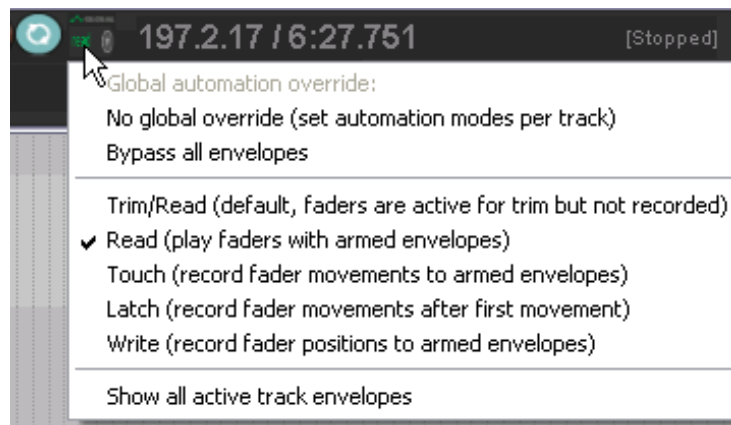 GLOBAL
READ
197.2.17 / 6:27.751
[Stopped]
Global automation override:
No global override (set automation modes per track)
Bypass all envelopes
Trim/Read (default, faders are active for trim but not recorded)
Read (play faders with armed envelopes)
Touch (record fader movements to armed envelopes)
Latch (record fader movements after first movement)
Write (record fader positions to armed envelopes)
Show all active track envelopes